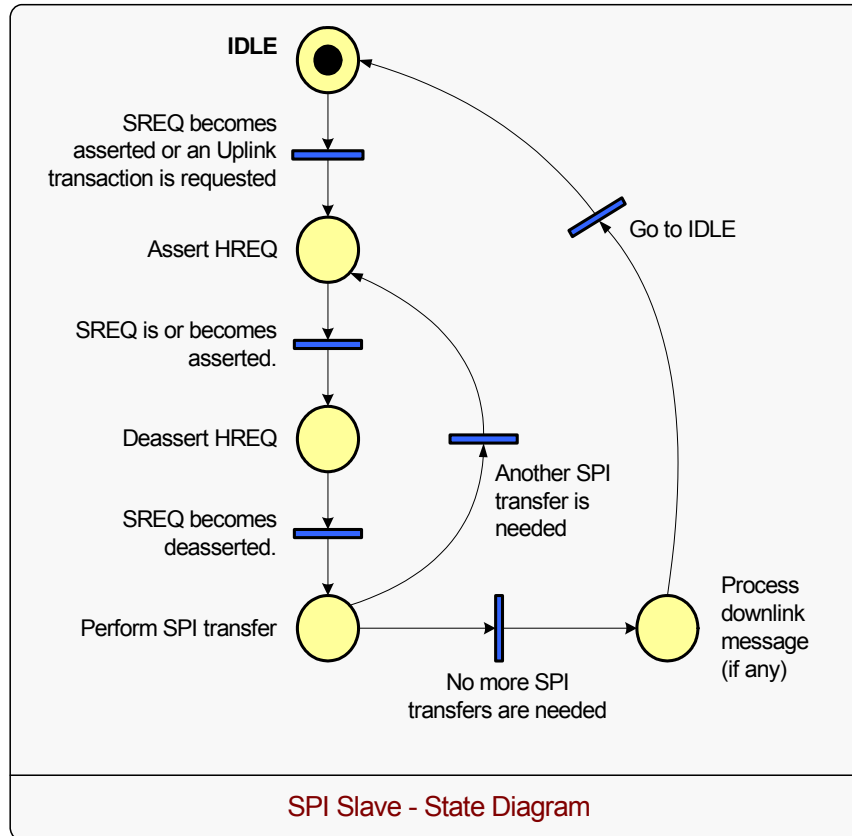 IDLE
SREQ becomes
asserted or an Uplink
transaction is requested
Go to IDLE
Assert HREQ
SREQ is or becomes
asserted.
Deassert HREQ
Another SPI
transfer is
needed
SREQ becomes
deasserted.
Perform SPI transfer
Process
downlink
message
(if any)
No more SPI
transfers are needed
SPI Slave - State Diagram